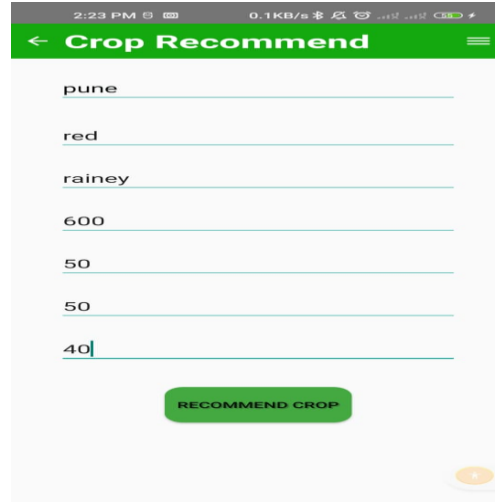 2:23 PM 0.1KB/s
Crop Recommend
pune
red
rainey
600
50
50
40
RECOMMEND CROP